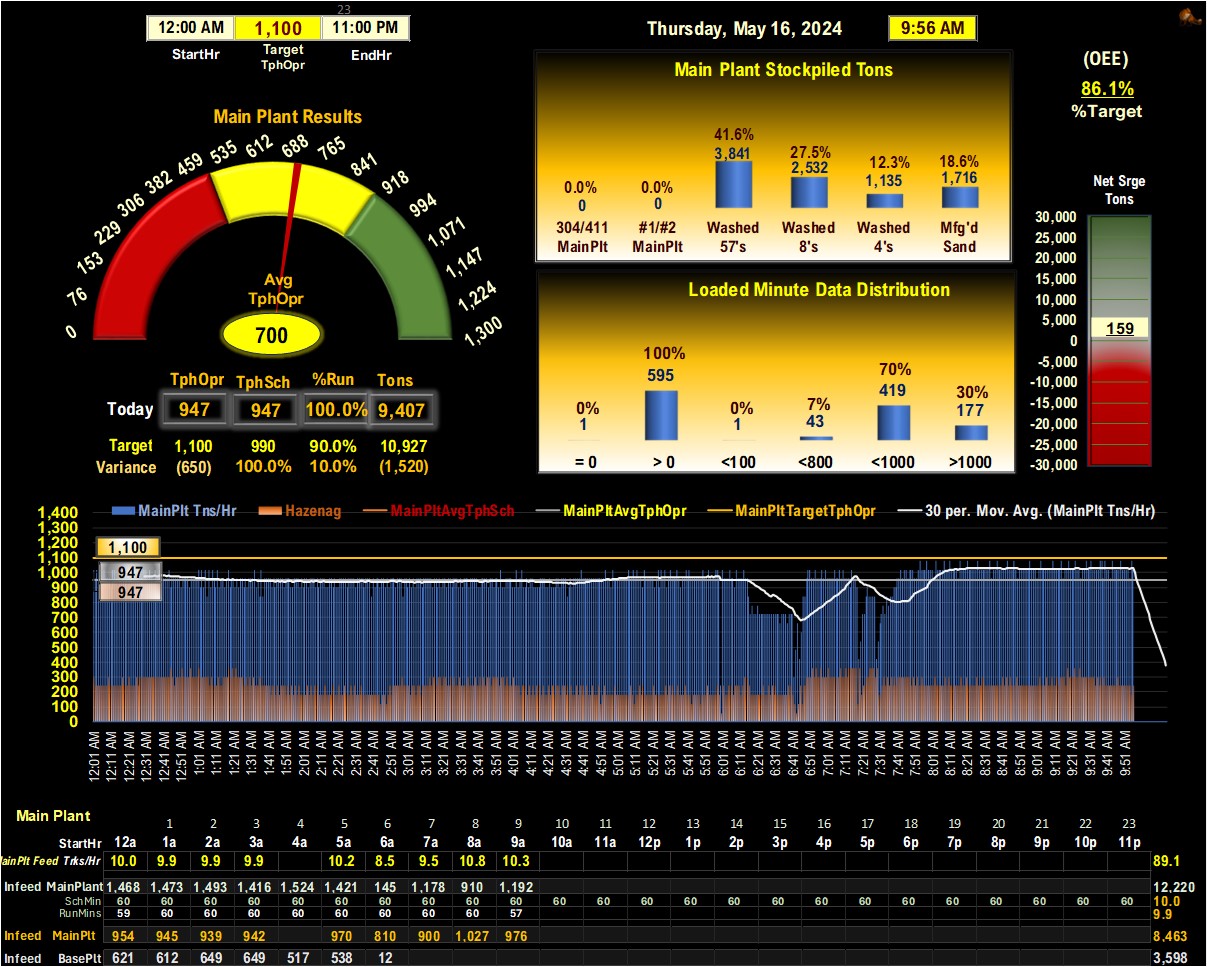 23
12:00 AM 1,100 11:00 PM
StartHr Target TphOpr EndHr
Thursday, May 16, 2024 9:56 AM
(OEE)
86.1%
%Target
Main Plant Results
0 76 153 229 306 382 459 535 612 688 765 841 918 994 1,071 1,147 1,224 1,300
Avg
TphOpr
700
TphOpr TphSch %Run Tons
Today 947 947 100.0% 9,407
Target 1,100 990 90.0% 10,927
Variance (650) 100.0% 10.0% (1,520)
Main Plant Stockpiled Tons
0.0% 0.0% 41.6% 27.5% 12.3% 18.6%
0 0 3,841 2,532 1,135 1,716
304/411 #1/#2 Washed Washed Washed Mfg'd
MainPlt MainPlt 57's 8's 4's Sand
Loaded Minute Data Distribution
0% 100% 0% 7% 70% 30%
1 595 1 43 419 177
= 0 > 0 <100 <800 <1000 >1000
Net Srge
Tons
30,000
25,000
20,000
15,000
10,000
5,000
0
-5,000
-10,000
-15,000
-20,000
-25,000
-30,000
159
MainPlt Tns/Hr Hazenag MainPltAvgTphSch MainPltAvgTphOpr MainPltTargetTphOpr 30 per. Mov. Avg. (MainPlt Tns/Hr)
1,400
1,300
1,200
1,100
1,000
900
800
700
600
500
400
300
200
100
0
1,100
947
947
12:01 AM 12:11 AM 12:21 AM 12:31 AM 12:41 AM 12:51 AM 1:01 AM 1:11 AM 1:21 AM 1:31 AM 1:41 AM 1:51 AM 2:01 AM 2:11 AM 2:21 AM 2:31 AM 2:41 AM 2:51 AM 3:01 AM 3:11 AM 3:21 AM 3:31 AM 3:41 AM 3:51 AM 4:01 AM 4:11 AM 4:21 AM 4:31 AM 4:41 AM 4:51 AM 5:01 AM 5:11 AM 5:21 AM 5:31 AM 5:41 AM 5:51 AM 6:01 AM 6:11 AM 6:21 AM 6:31 AM 6:41 AM 6:51 AM 7:01 AM 7:11 AM 7:21 AM 7:31 AM 7:41 AM 7:51 AM 8:01 AM 8:11 AM 8:21 AM 8:31 AM 8:41 AM 8:51 AM 9:01 AM 9:11 AM 9:21 AM 9:31 AM 9:41 AM 9:51 AM
Main Plant
1 2 3 4 5 6 7 8 9 10 11 12 13 14 15 16 17 18 19 20 21 22 23
StartHr 12a 1a 2a 3a 4a 5a 6a 7a 8a 9a 10a 11a 12p 1p 2p 3p 4p 5p 6p 7p 8p 9p 10p 11p
MainPlt Feed Trks/Hr 10.0 9.9 9.9 9.9 10.2 8.5 9.5 10.8 10.3 89.1
Infeed MainPlant 1,468 1,473 1,493 1,416 1,524 1,421 145 1,178 910 1,192 12,220
SchMin 60 60 60 60 60 60 60 60 60 60 60 60 60 60 60 60 60 60 60 60 60 60 60 60 10.0
RunMins 59 60 60 60 60 60 60 60 60 57 9.9
Infeed MainPlt 954 945 939 942 970 810 900 1,027 976 8,463
Infeed BasePlt 621 612 649 649 517 538 12 3,598